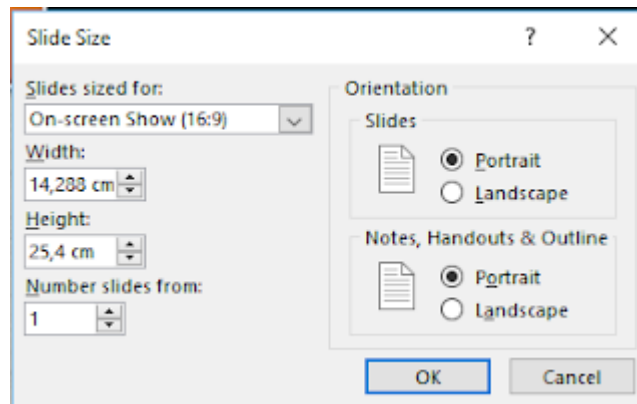 Slide Size
?
Slides sized for:
On-screen Show (16:9)
Width:
14,288 cm
Height:
25,4 cm
Number slides from:
1
Orientation
Slides
Portrait
Landscape
Notes, Handouts & Outline
Portrait
Landscape
OK
Cancel